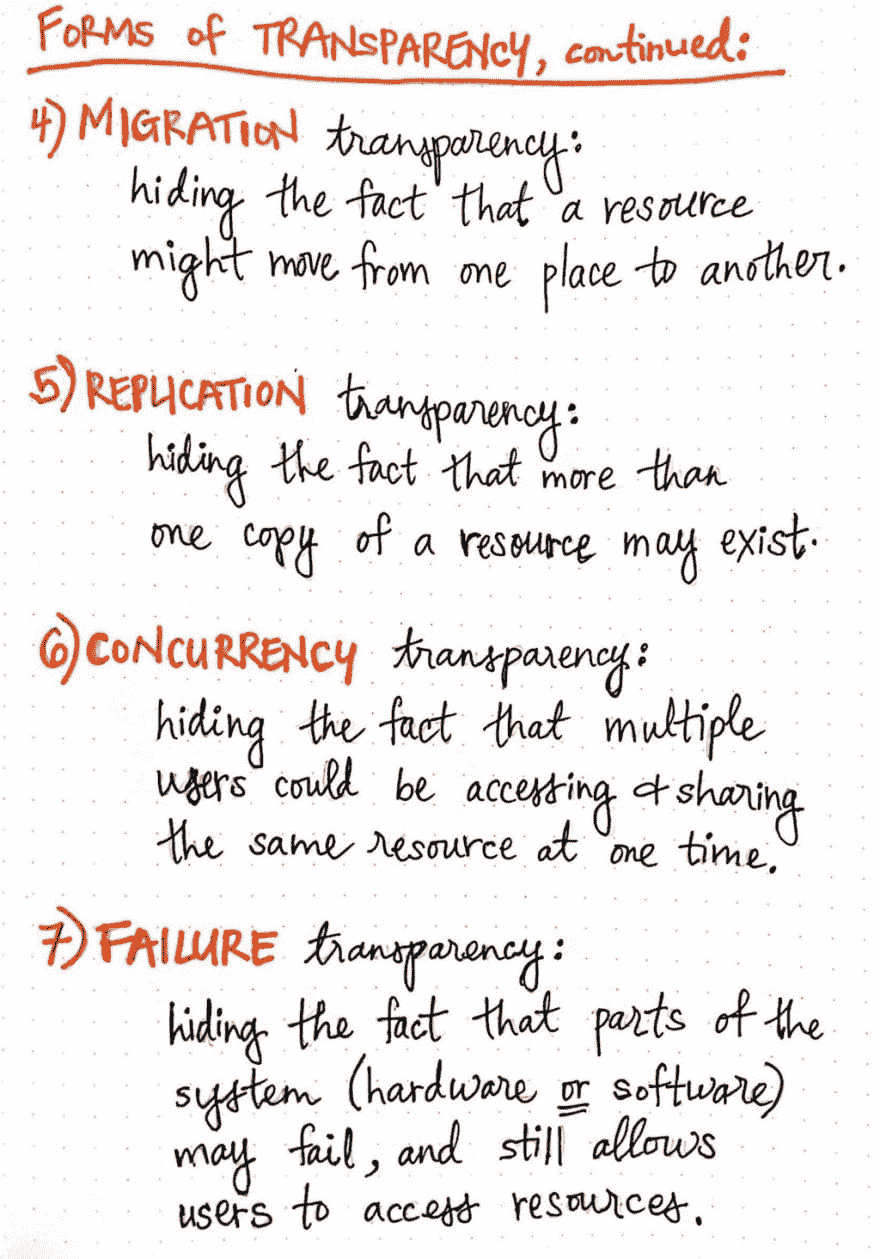 FORMS of TRANSPARENCY, continued:
4) MIGRATION transparency:
hiding the fact that a resource
might move from one place to another.
5) REPLICATION transparency:
hiding the fact that more than
one copy of a resource may exist.
6) CONCURRENCY transparency:
hiding the fact that multiple
users could be accessing & sharing
the same resource at one time.
7) FAILURE transparency:
hiding the fact that parts of the
system (hardware or software)
may fail, and still allows
users to access resources.